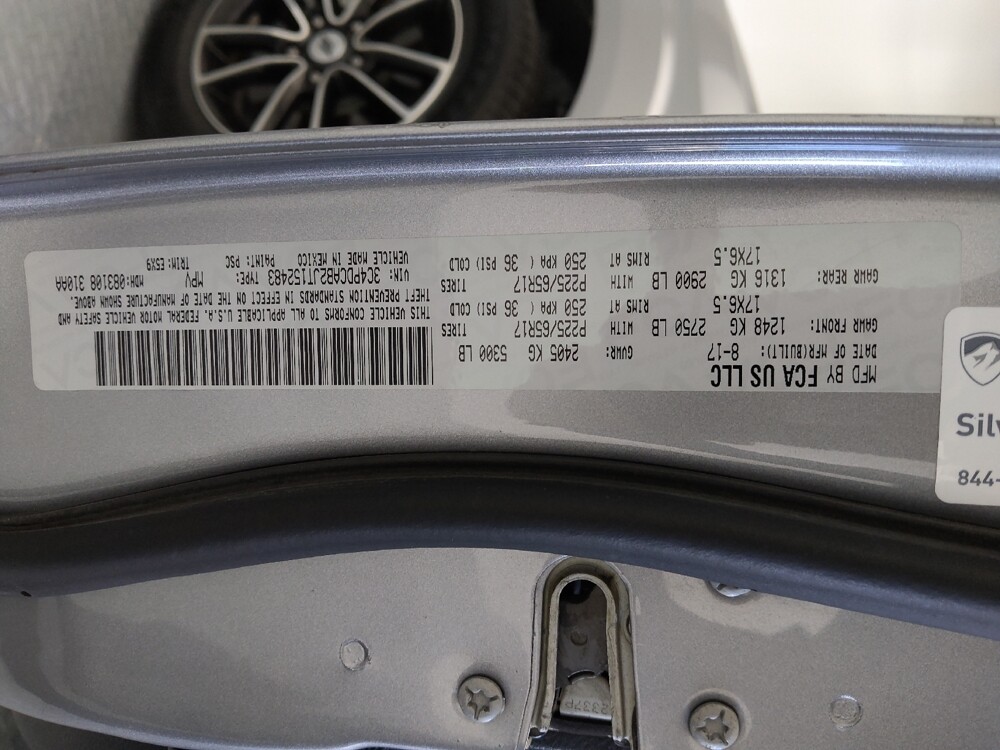 MFD BY FCA US LLC
DATE OF MFR(BUILT): 8-17 GVWR: 2405 KG 5300 LB
GAWR FRONT: 1248 KG 2750 LB WITH P225/65R17 TIRES
17X6.5 RIMS AT 250 KPA ( 36 PSI) COLD
GAWR REAR: 1316 KG 2900 LB WITH P225/65R17 TIRES
17X6.5 RIMS AT 250 KPA ( 36 PSI) COLD
THIS VEHICLE CONFORMS TO ALL APPLICABLE U.S.A. FEDERAL MOTOR VEHICLE SAFETY AND
THEFT PREVENTION STANDARDS IN EFFECT ON THE DATE OF MANUFACTURE SHOWN ABOVE.
VIN: 3C4PDCAB2JT152483 TYPE: MPV MDH:083108 310AA
VEHICLE MADE IN MEXICO PAINT: PSC TRIM: E5X9
Silv
844-